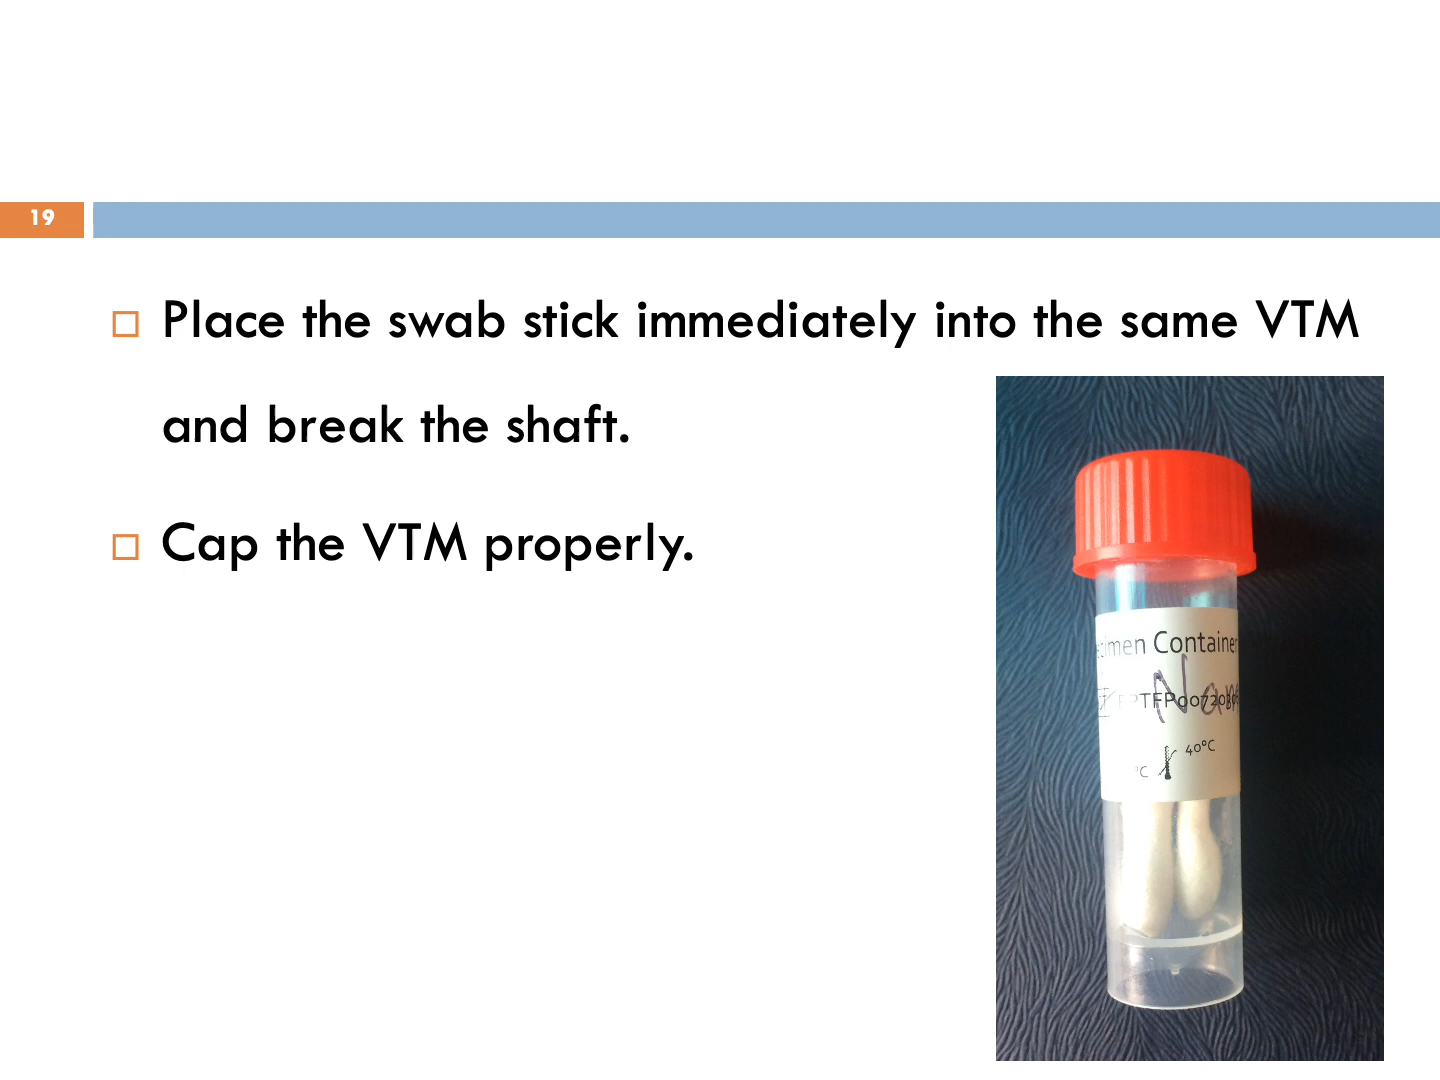 19
Place the swab stick immediately into the same VTM
and break the shaft.
Cap the VTM properly.
Container
40°C
°C